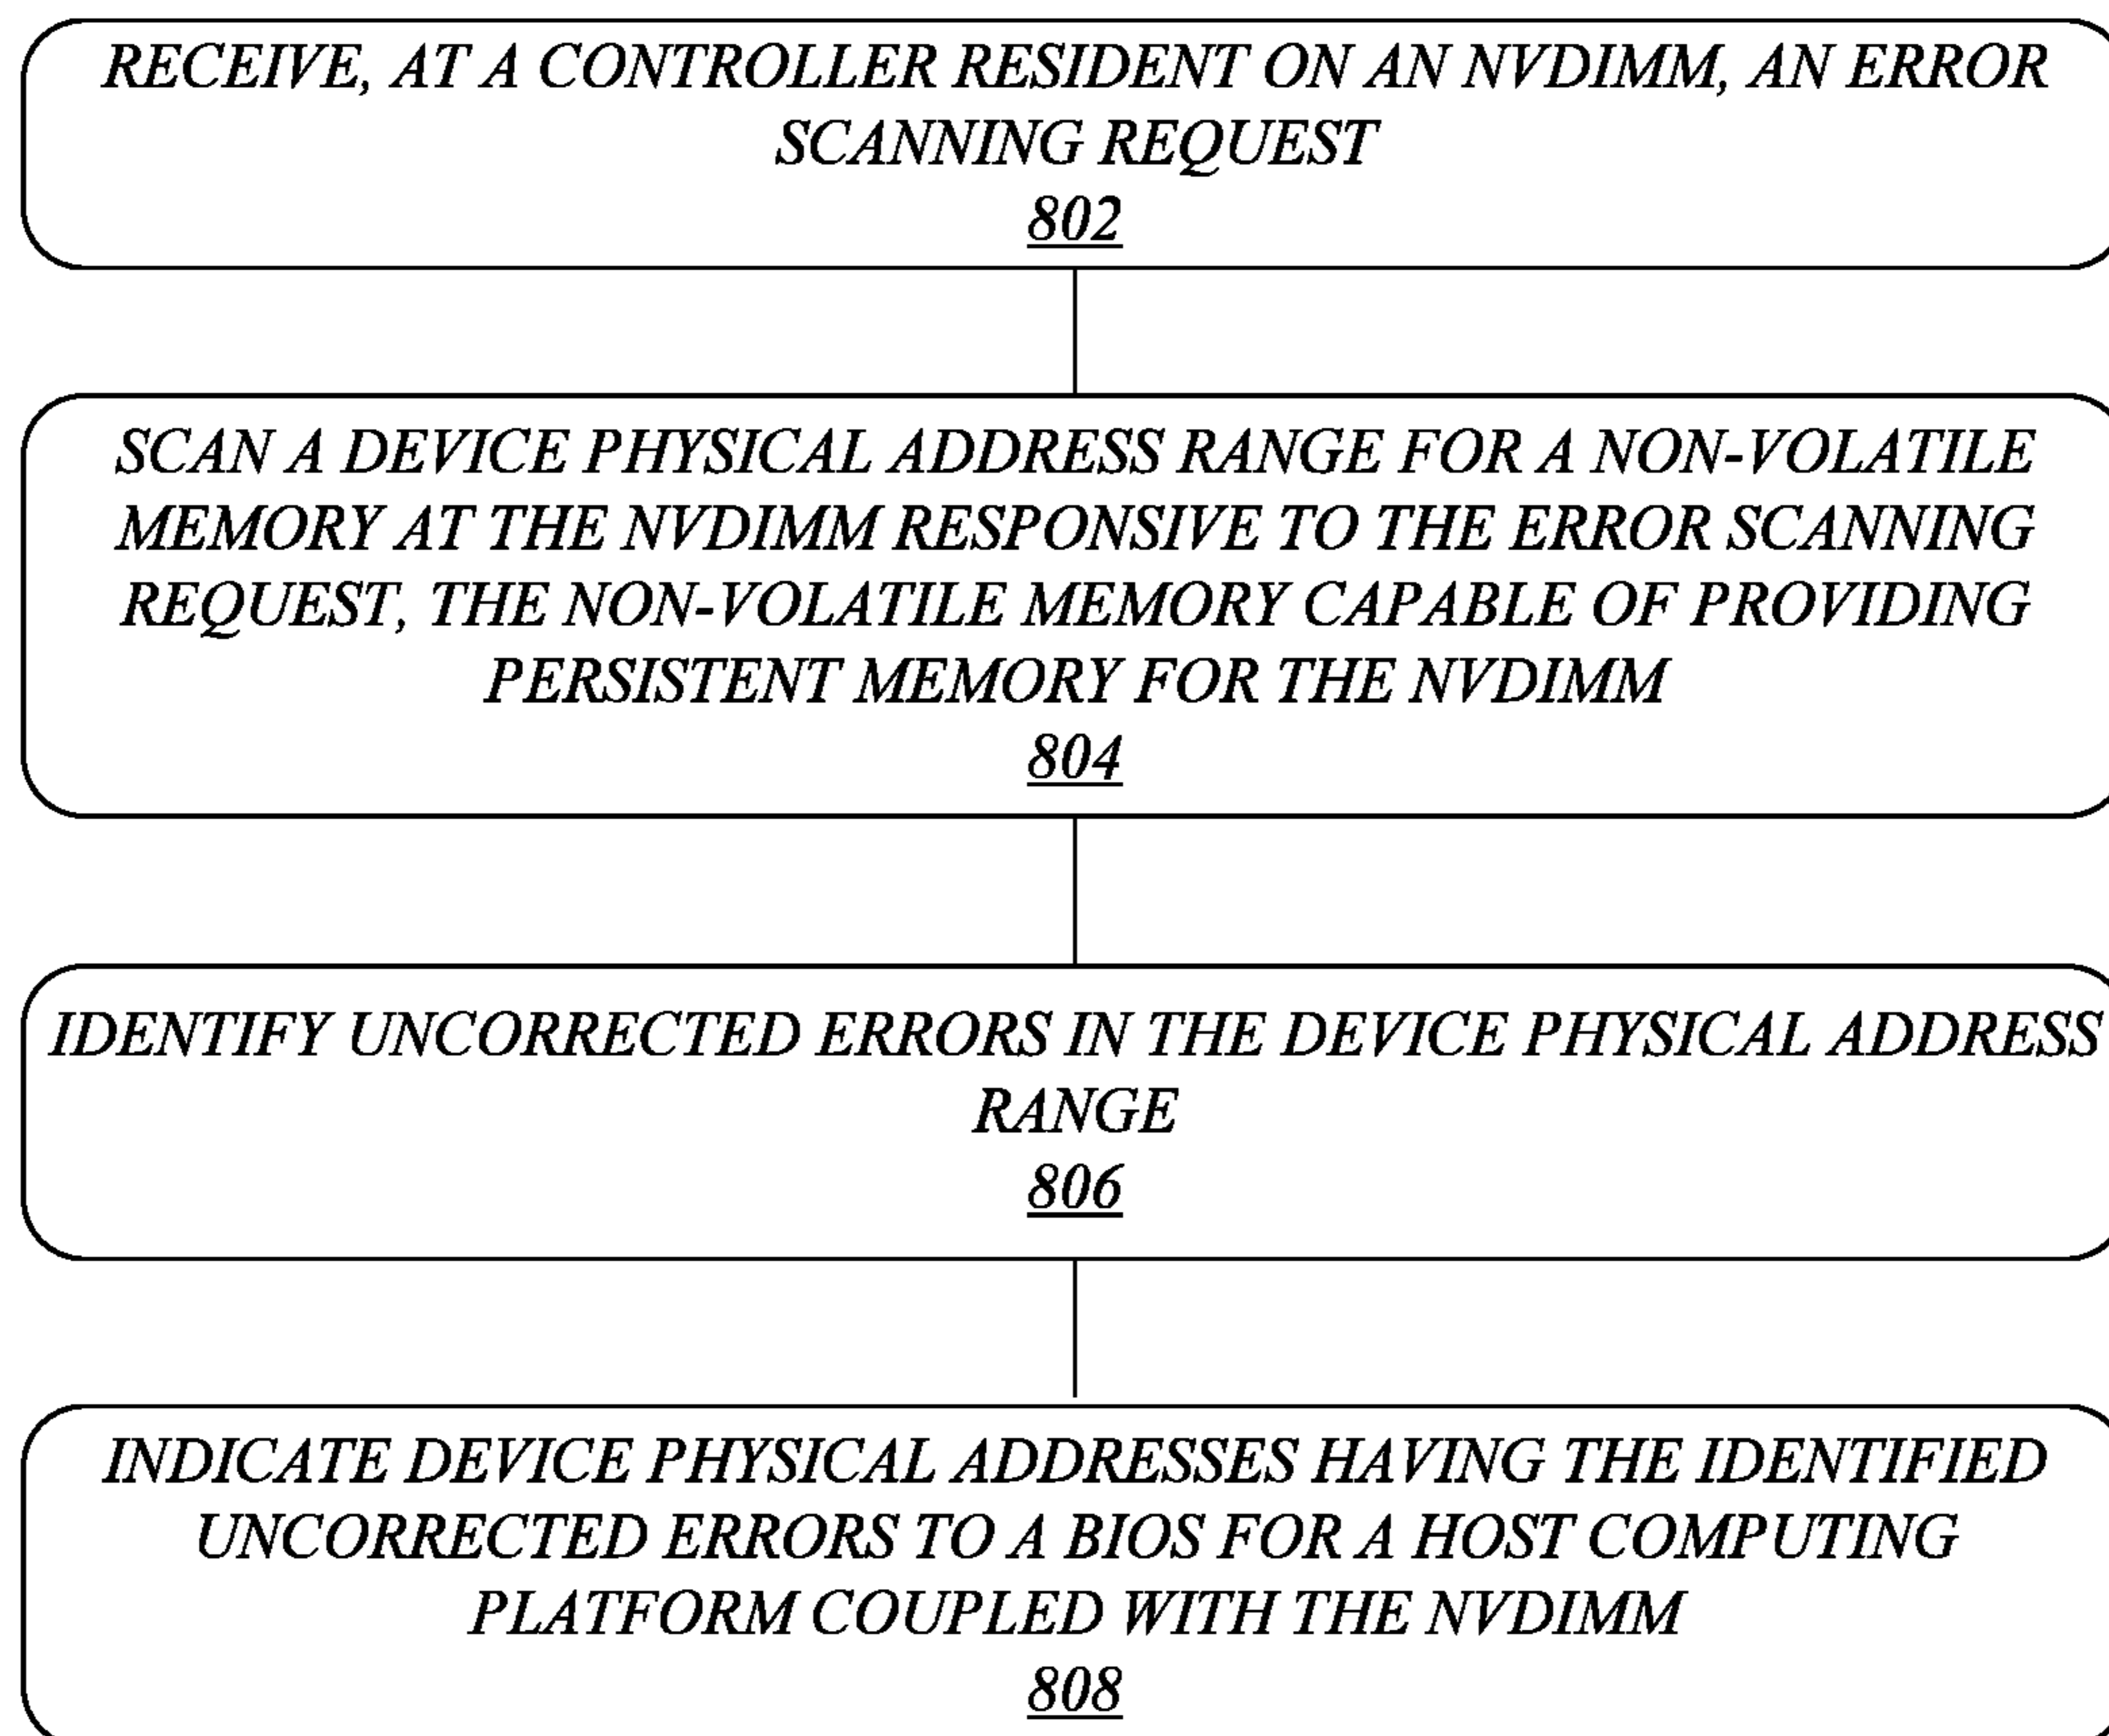 RECEIVE, AT A CONTROLLER RESIDENT ON AN NVDIMM, AN ERROR
SCANNING REQUEST
802
SCAN A DEVICE PHYSICAL ADDRESS RANGE FOR A NON-VOLATILE
MEMORY AT THE NVDIMM RESPONSIVE TO THE ERROR SCANNING
REQUEST, THE NON-VOLATILE MEMORY CAPABLE OF PROVIDING
PERSISTENT MEMORY FOR THE NVDIMM
804
IDENTIFY UNCORRECTED ERRORS IN THE DEVICE PHYSICAL ADDRESS
RANGE
806
INDICATE DEVICE PHYSICAL ADDRESSES HAVING THE IDENTIFIED
UNCORRECTED ERRORS TO A BIOS FOR A HOST COMPUTING
PLATFORM COUPLED WITH THE NVDIMM
808